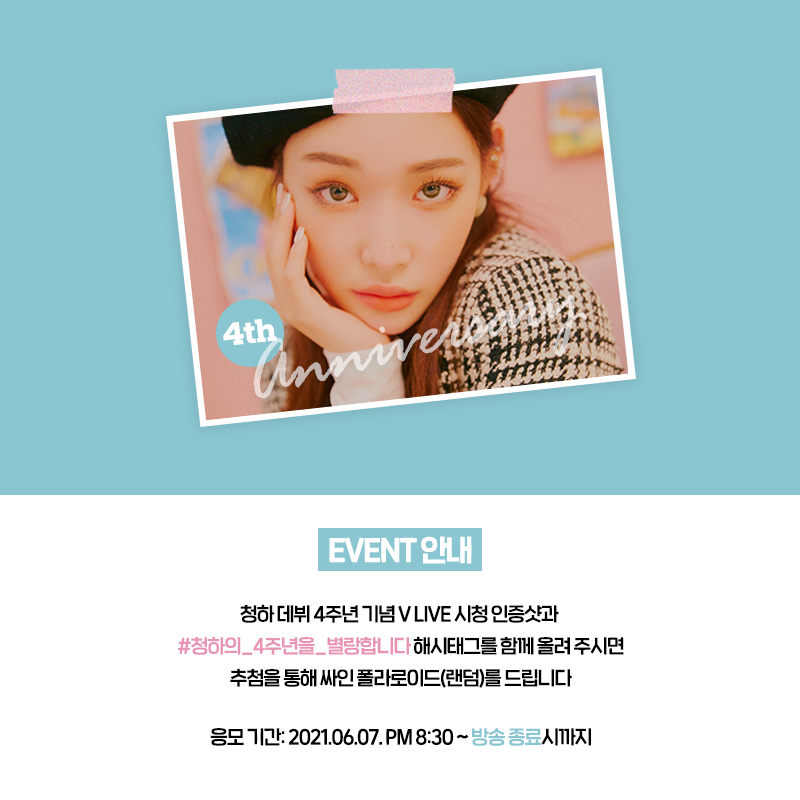 4th
anniversary
EVENT 안내
청하 데뷔 4주년 기념 V LIVE 시청 인증샷과
#청하의_4주년을_별랑합니다 해시태그를 함께 올려 주시면
추첨을 통해 싸인 폴라로이드(랜덤)를 드립니다
응모 기간: 2021.06.07. PM 8:30 ~ 방송 종료시까지